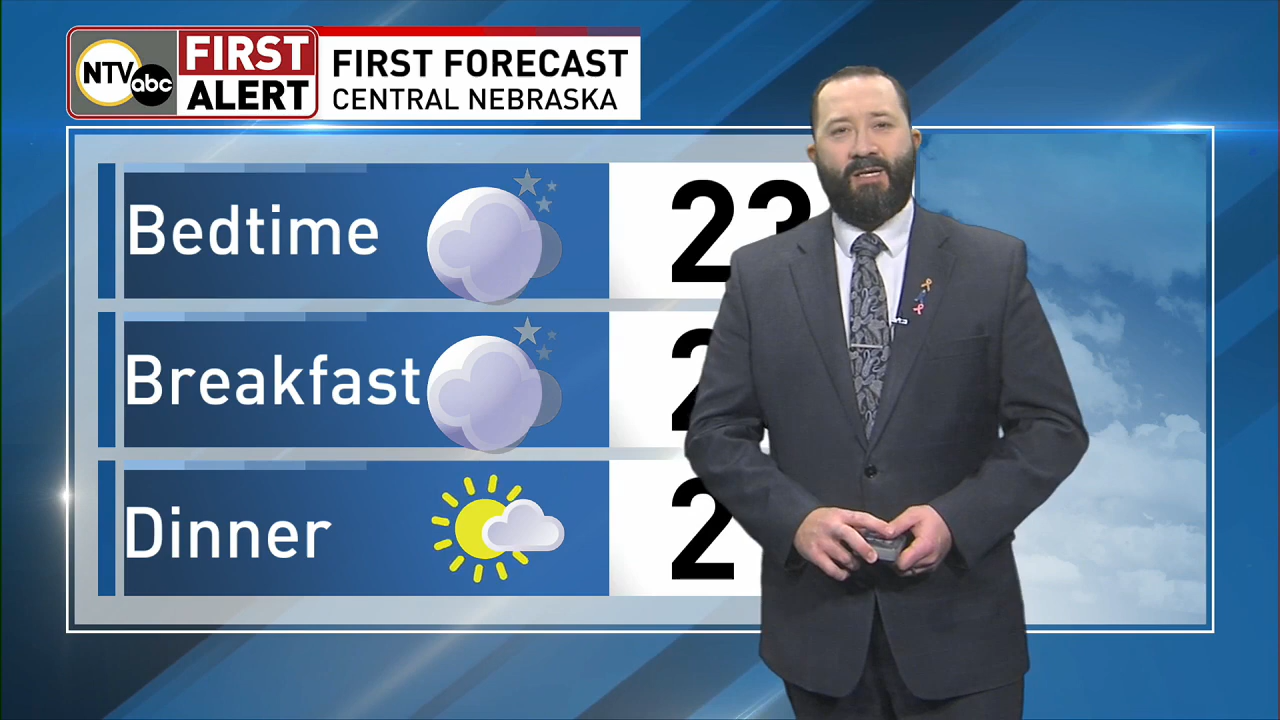 NTV
abc
FIRST
ALERT
FIRST FORECAST
CENTRAL NEBRASKA
Bedtime
23
Breakfast
Dinner